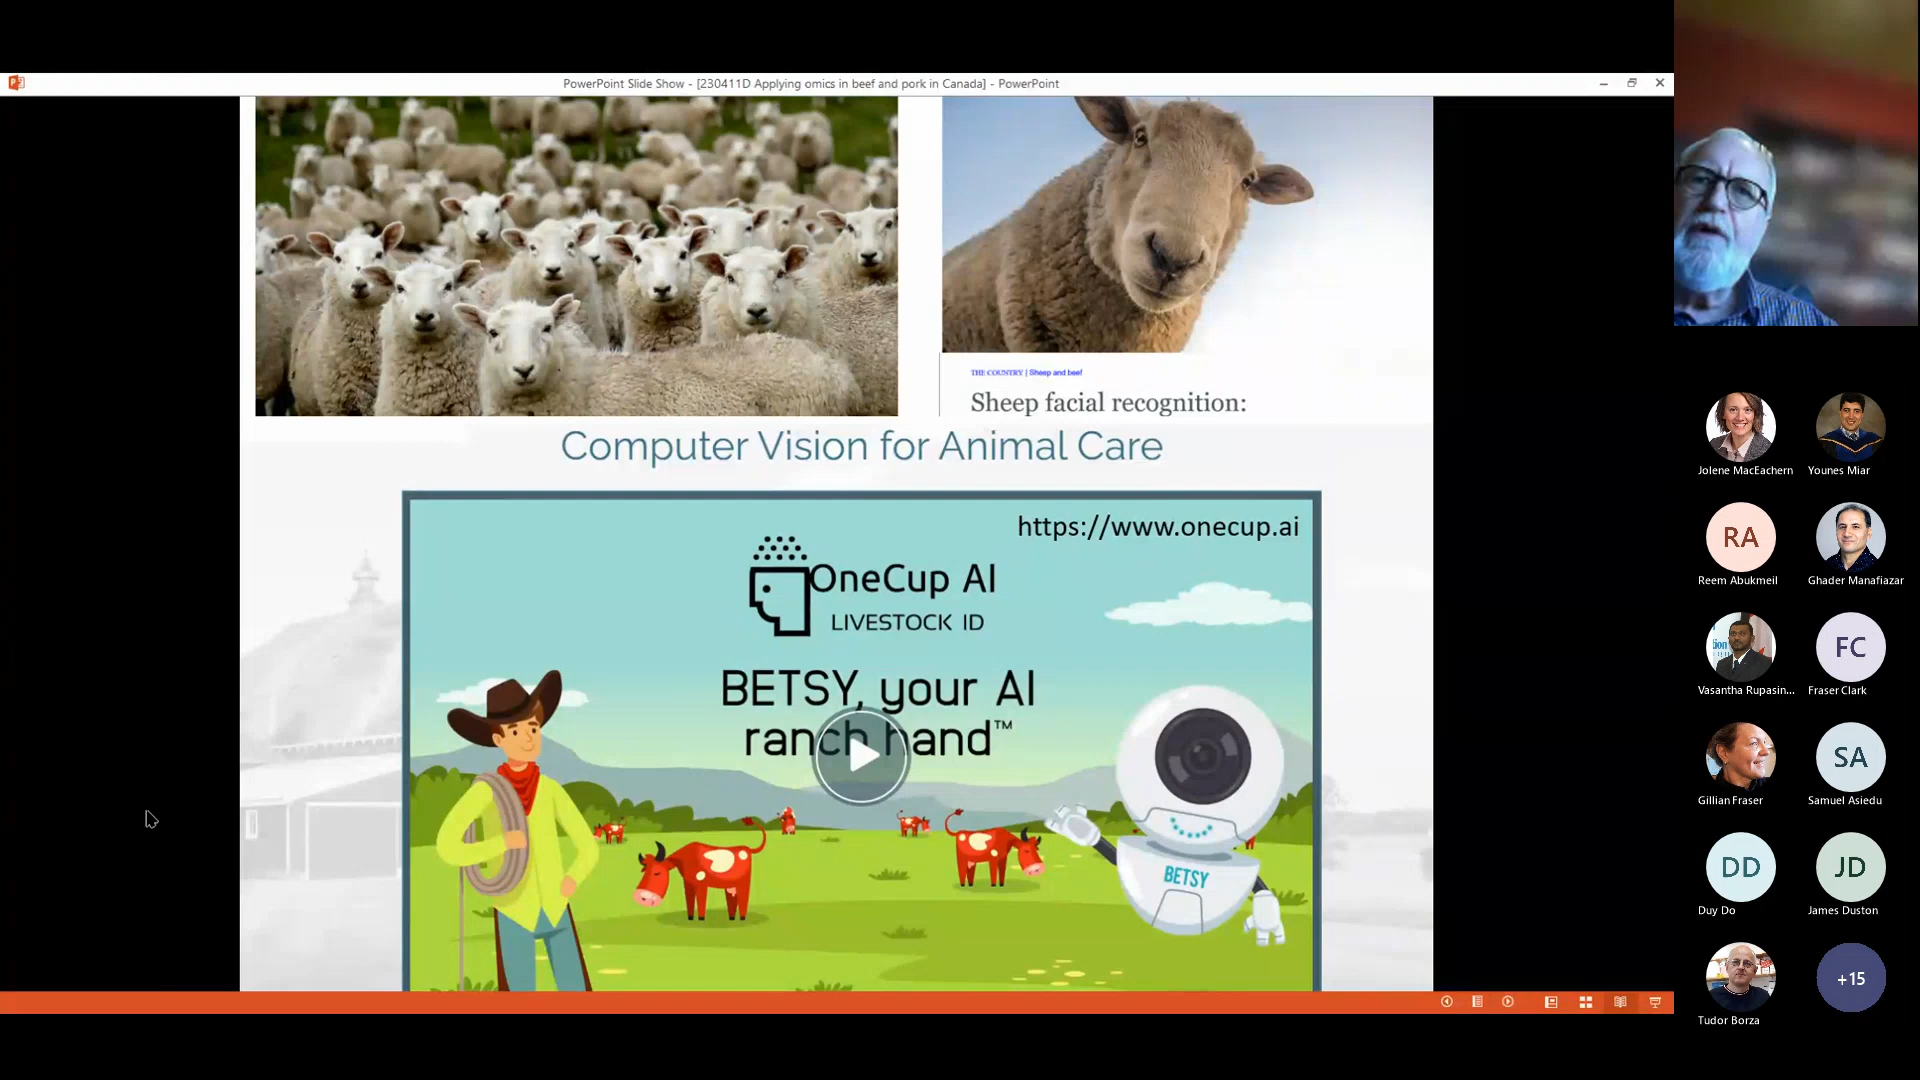 PowerPoint Slide Show - [230411D Applying omics in beef and pork in Canada] - PowerPoint
THE COUNTRY | Sheep and beef
Sheep facial recognition:
Computer Vision for Animal Care
https://www.onecup.ai
OneCup AI
LIVESTOCK ID
BETSY, your AI
ranch hand™
BETSY
Jolene MacEachern
Younes Miar
RA
Reem Abukmeil
Ghader Manafiazar
Vasantha Rupasin...
FC
Fraser Clark
Gillian Fraser
SA
Samuel Asiedu
DD
Duy Do
JD
James Duston
Tudor Borza
+15